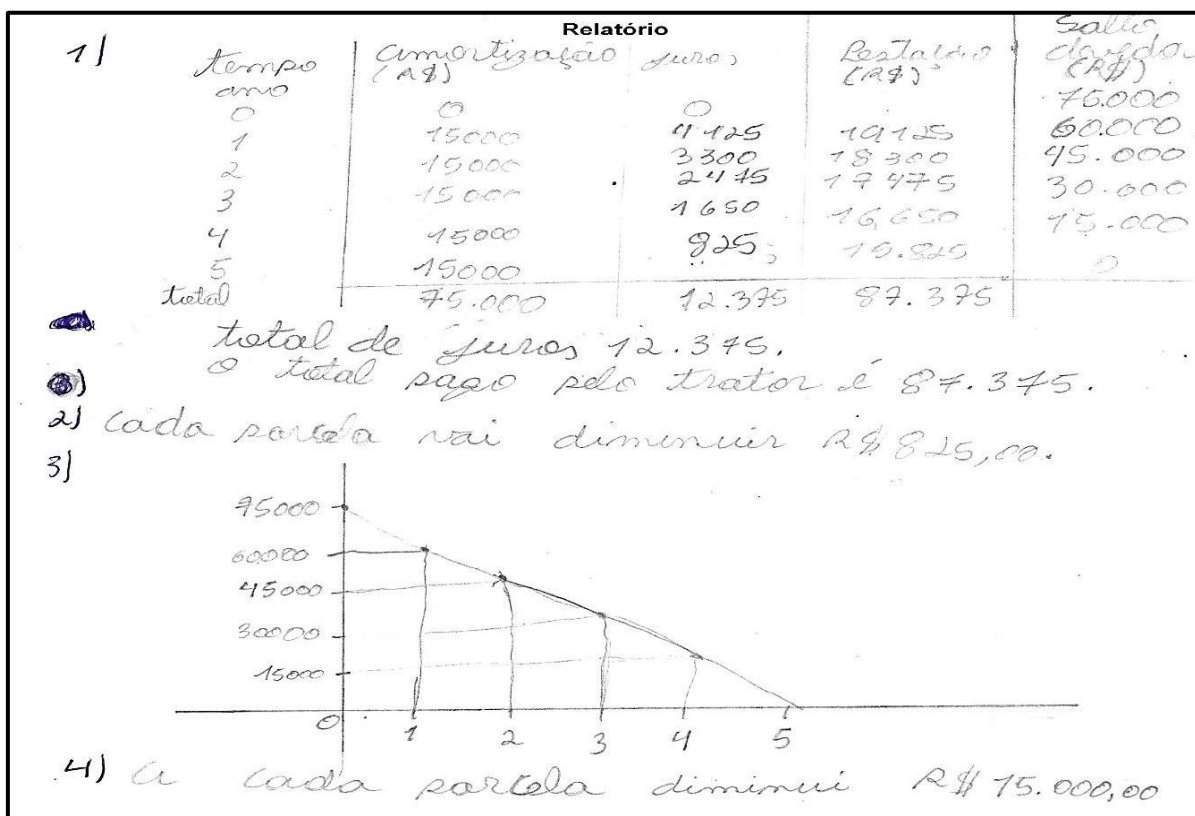 Relatório
1)
tempo ano | amortização (R$) | juros | Prestação (R$) | Saldo devedor (R$)
0 | 0 | 0 | | 75.000
1 | 15000 | 4125 | 19125 | 60.000
2 | 15000 | 3300 | 18300 | 45.000
3 | 15000 | 2475 | 17475 | 30.000
4 | 15000 | 1650 | 16,650 | 15.000
5 | 15000 | 825 | 15.825 | 0
total | 75.000 | 12.375 | 87.375
total de juros 12.375.
o total pago pelo trator é 87.375.
2) Cada parcela vai diminuir R$ 825,00.
3)
75000
60000
45000
30000
15000
0 1 2 3 4 5
4) a cada parcela diminui R$ 15.000,00